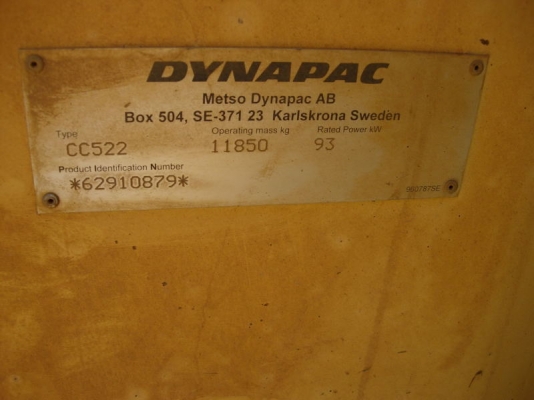 DYNAPAC
Metso Dynapac AB
Box 504, SE-371 23 Karlskrona Sweden
Type Operating mass kg Rated Power kW
CC522 11850 93
Product Identification Number
*62910879*